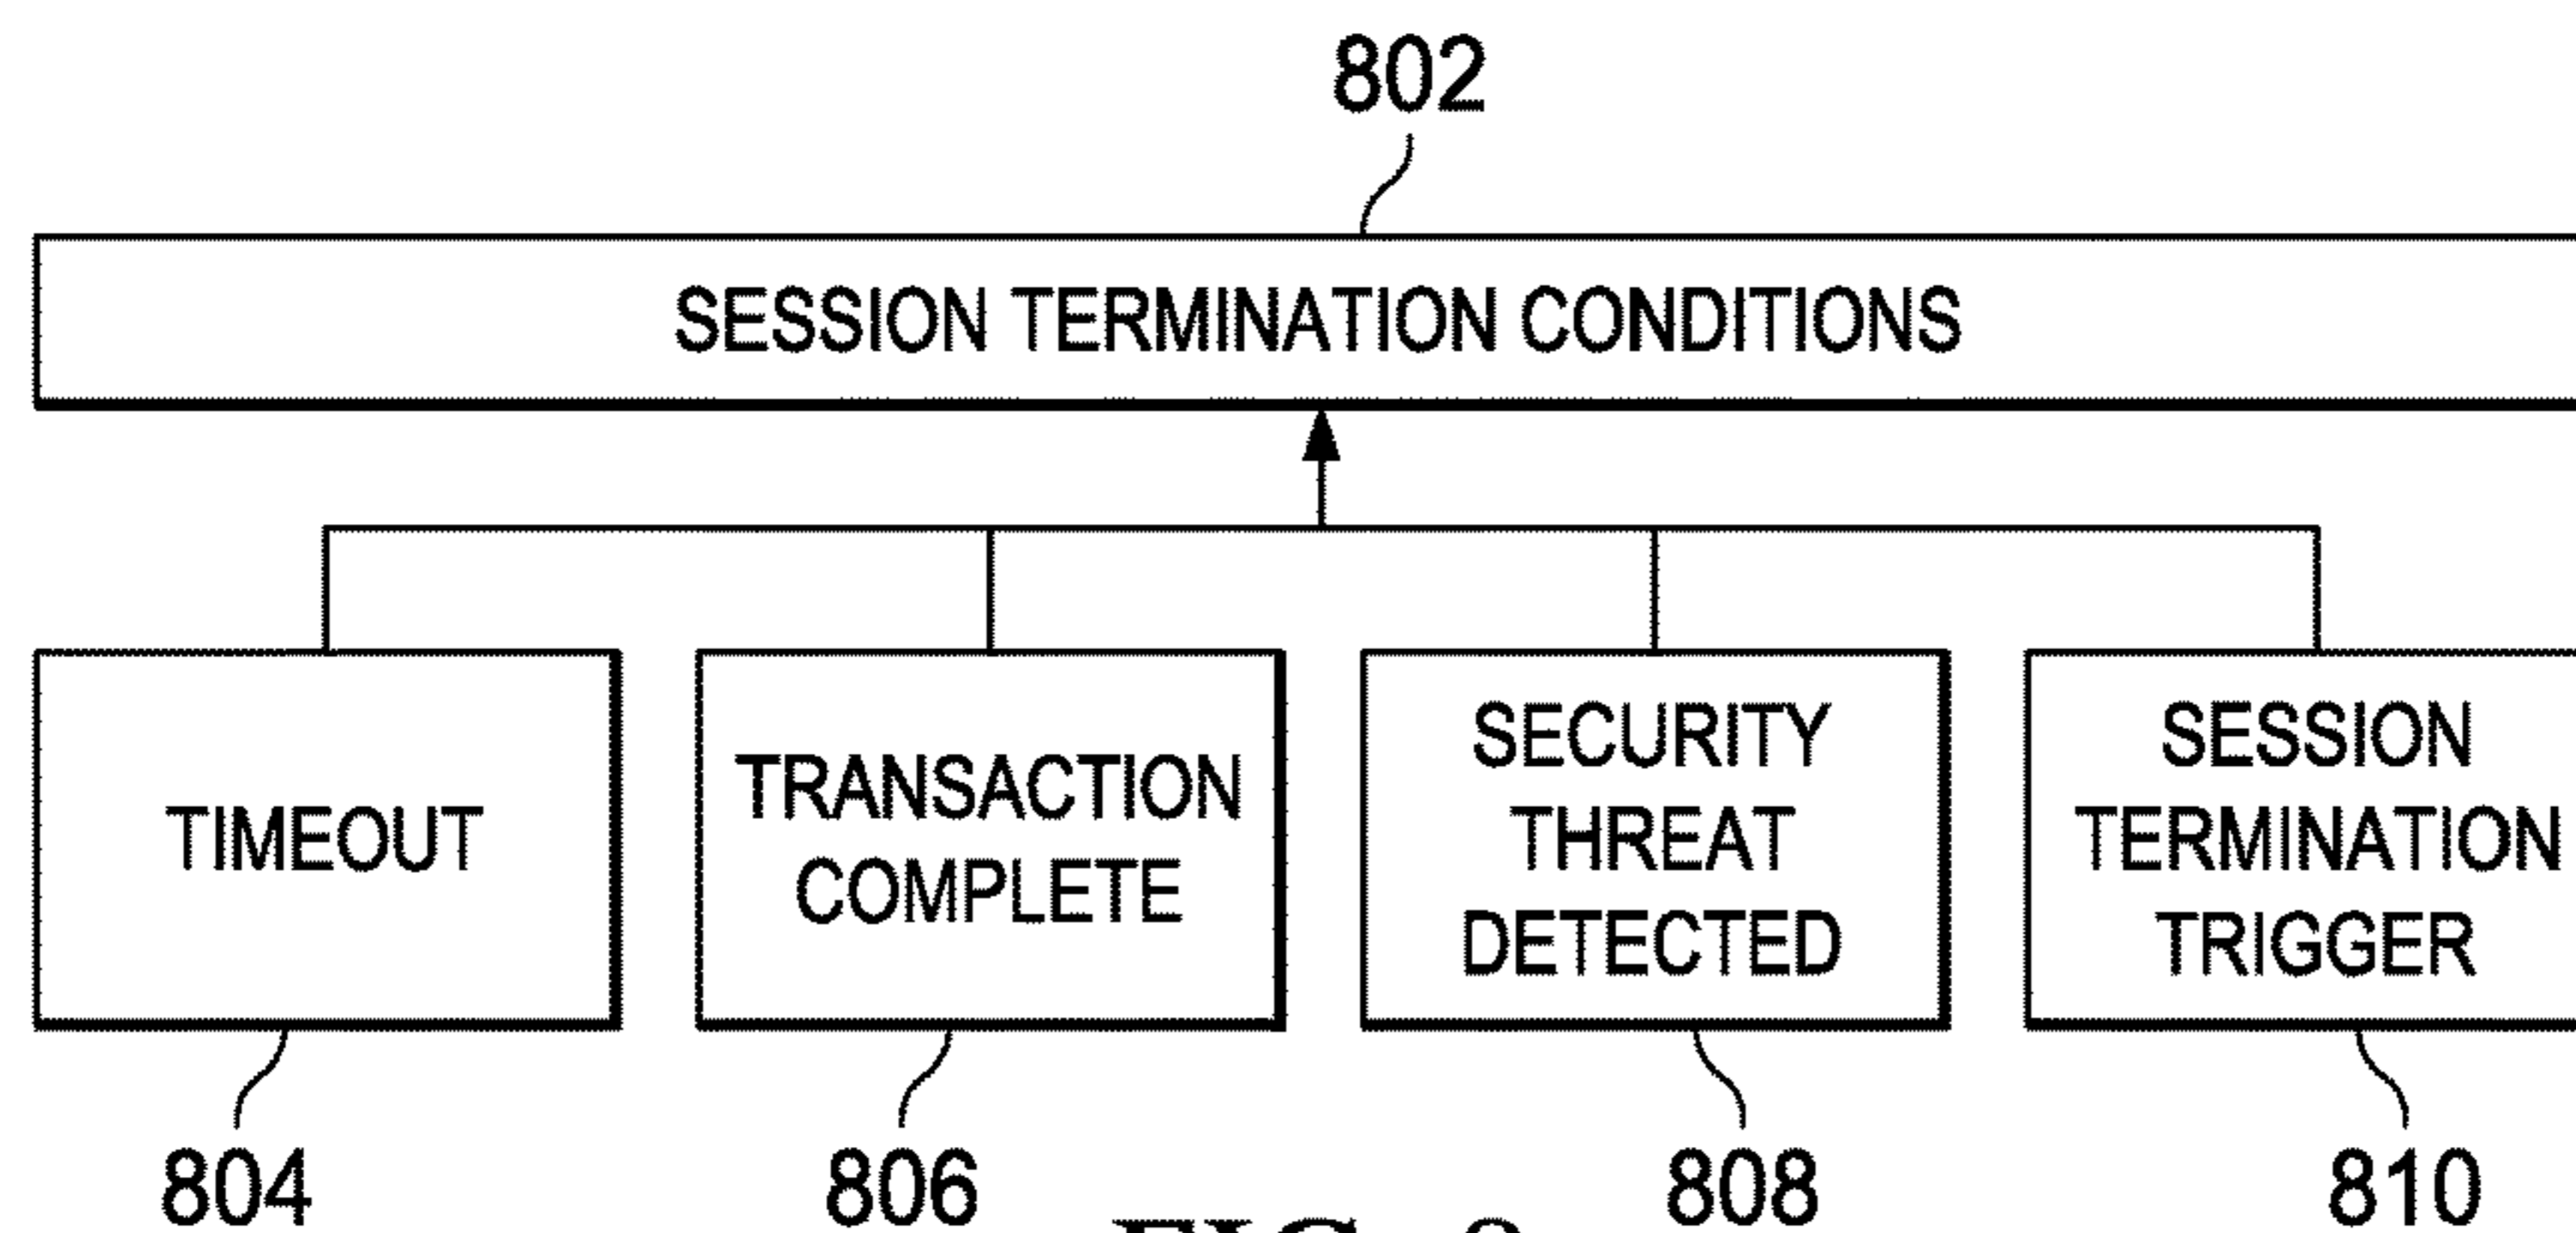 802
SESSION TERMINATION CONDITIONS
TIMEOUT
TRANSACTION
COMPLETE
SECURITY
THREAT
DETECTED
SESSION
TERMINATION
TRIGGER
804
806
808
810